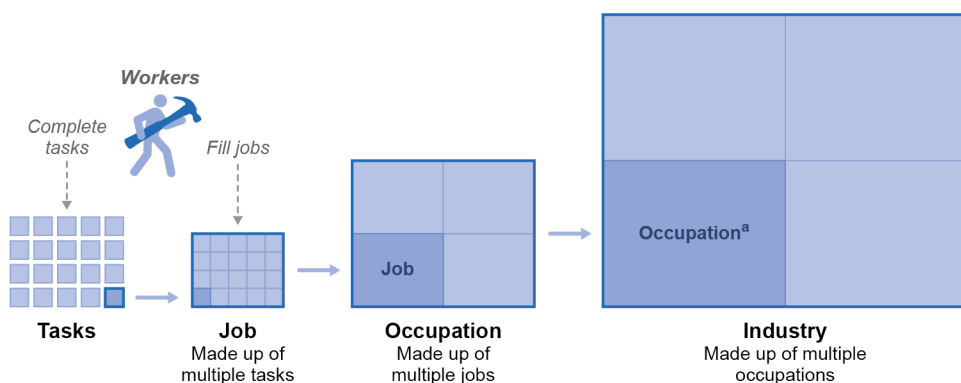 Workers
Complete
tasks
Fill jobs
Job
Occupationᵃ
Tasks
Job
Made up of
multiple tasks
Occupation
Made up of
multiple jobs
Industry
Made up of multiple
occupations